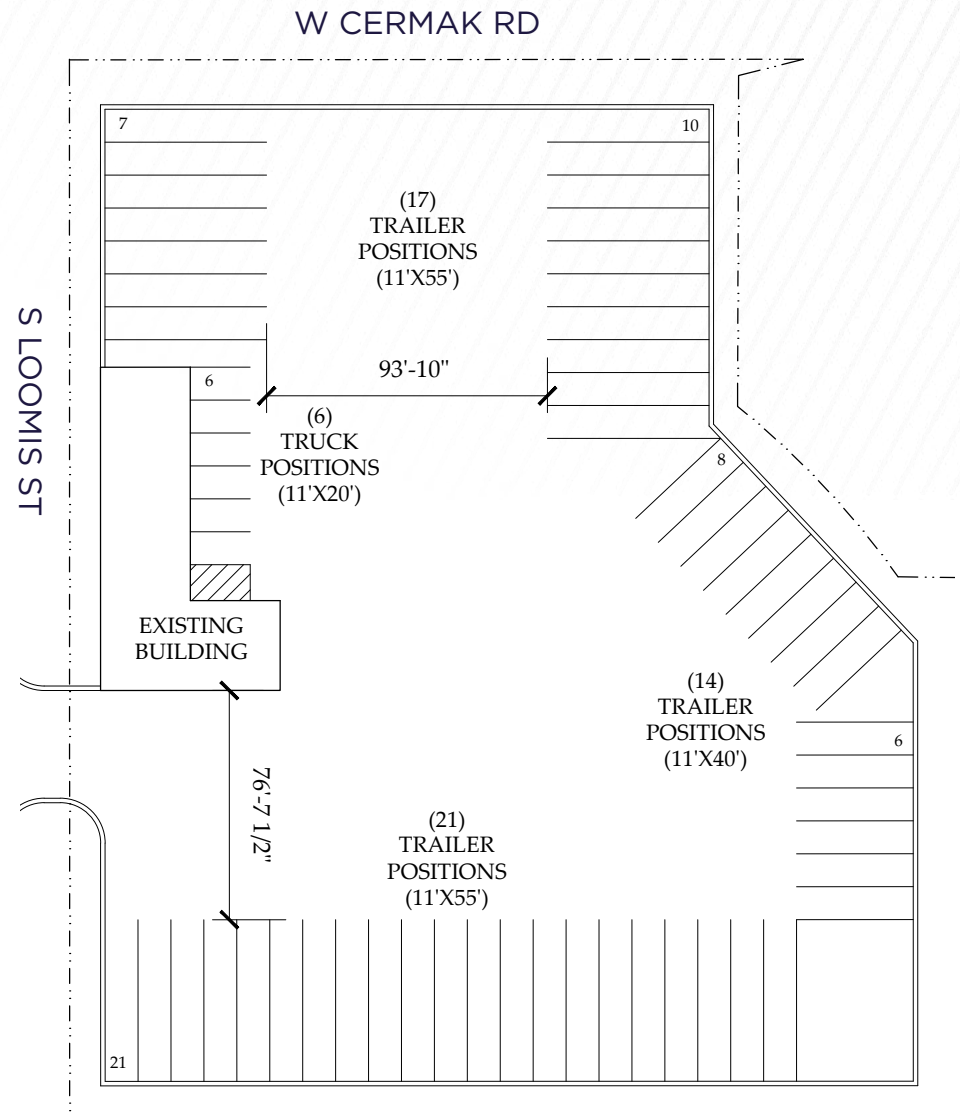 W CERMAK RD
7
10
(17)
TRAILER
POSITIONS
(11'X55')
S LOOMIS ST
93'-10"
6
(6)
TRUCK
POSITIONS
(11'X20')
8
EXISTING
BUILDING
(14)
TRAILER
POSITIONS
(11'X40')
6
76'-7 1/2"
(21)
TRAILER
POSITIONS
(11'X55')
21